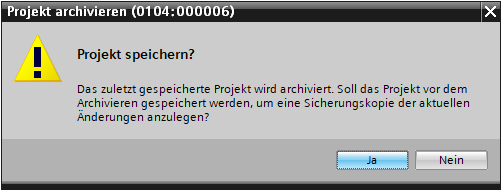 Projekt archivieren (0104:000006)
Projekt speichern?
Das zuletzt gespeicherte Projekt wird archiviert. Soll das Projekt vor dem
Archivieren gespeichert werden, um eine Sicherungskopie der aktuellen
Änderungen anzulegen?
Ja
Nein